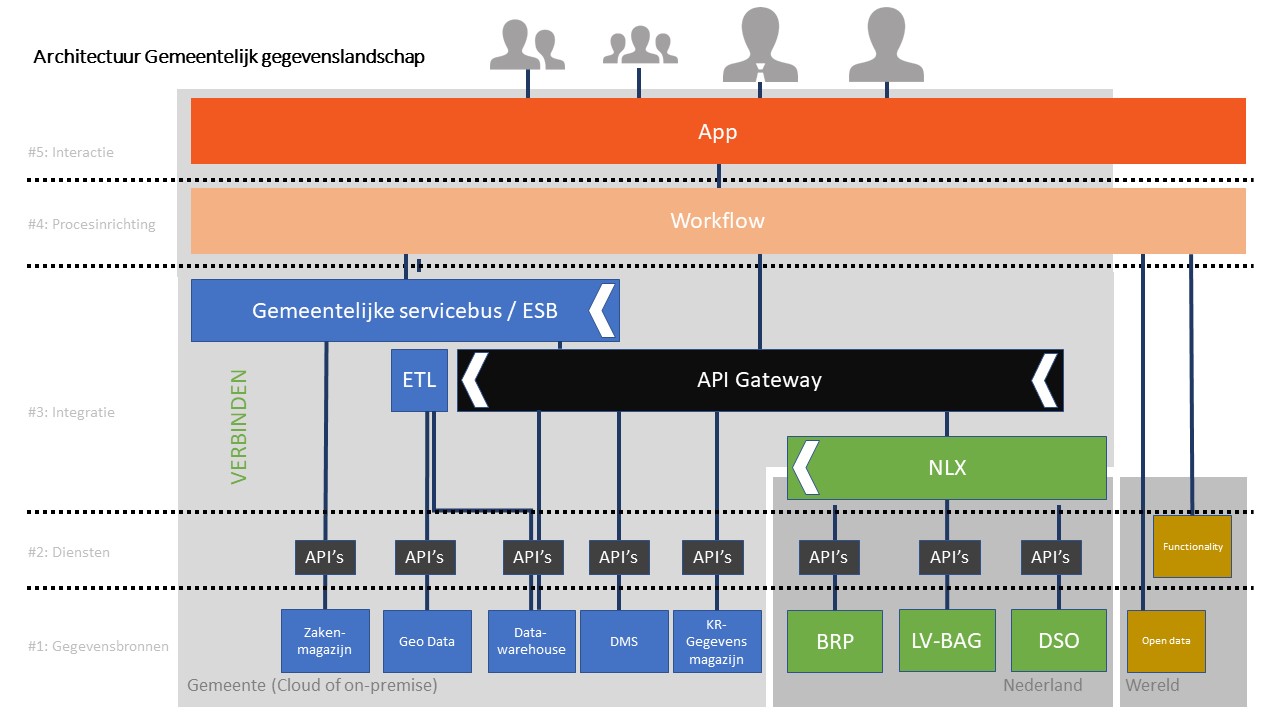 Architectuur Gemeentelijk gegevenslandschap
App
#5: Interactie
#4: Procesinrichting
Workflow
Gemeentelijke servicebus / ESB
ETL
API Gateway
VERBINDEN
#3: Integratie
NLX
#2: Diensten
API’s
API’s
API’s
API’s
API’s
API’s
API’s
API’s
Functionality
#1: Gegevensbronnen
Zaken-
magazijn
Geo Data
Data-
warehouse
DMS
KR-
Gegevens
magazijn
BRP
LV-BAG
DSO
Open data
Gemeente (Cloud of on-premise)
Nederland
Wereld